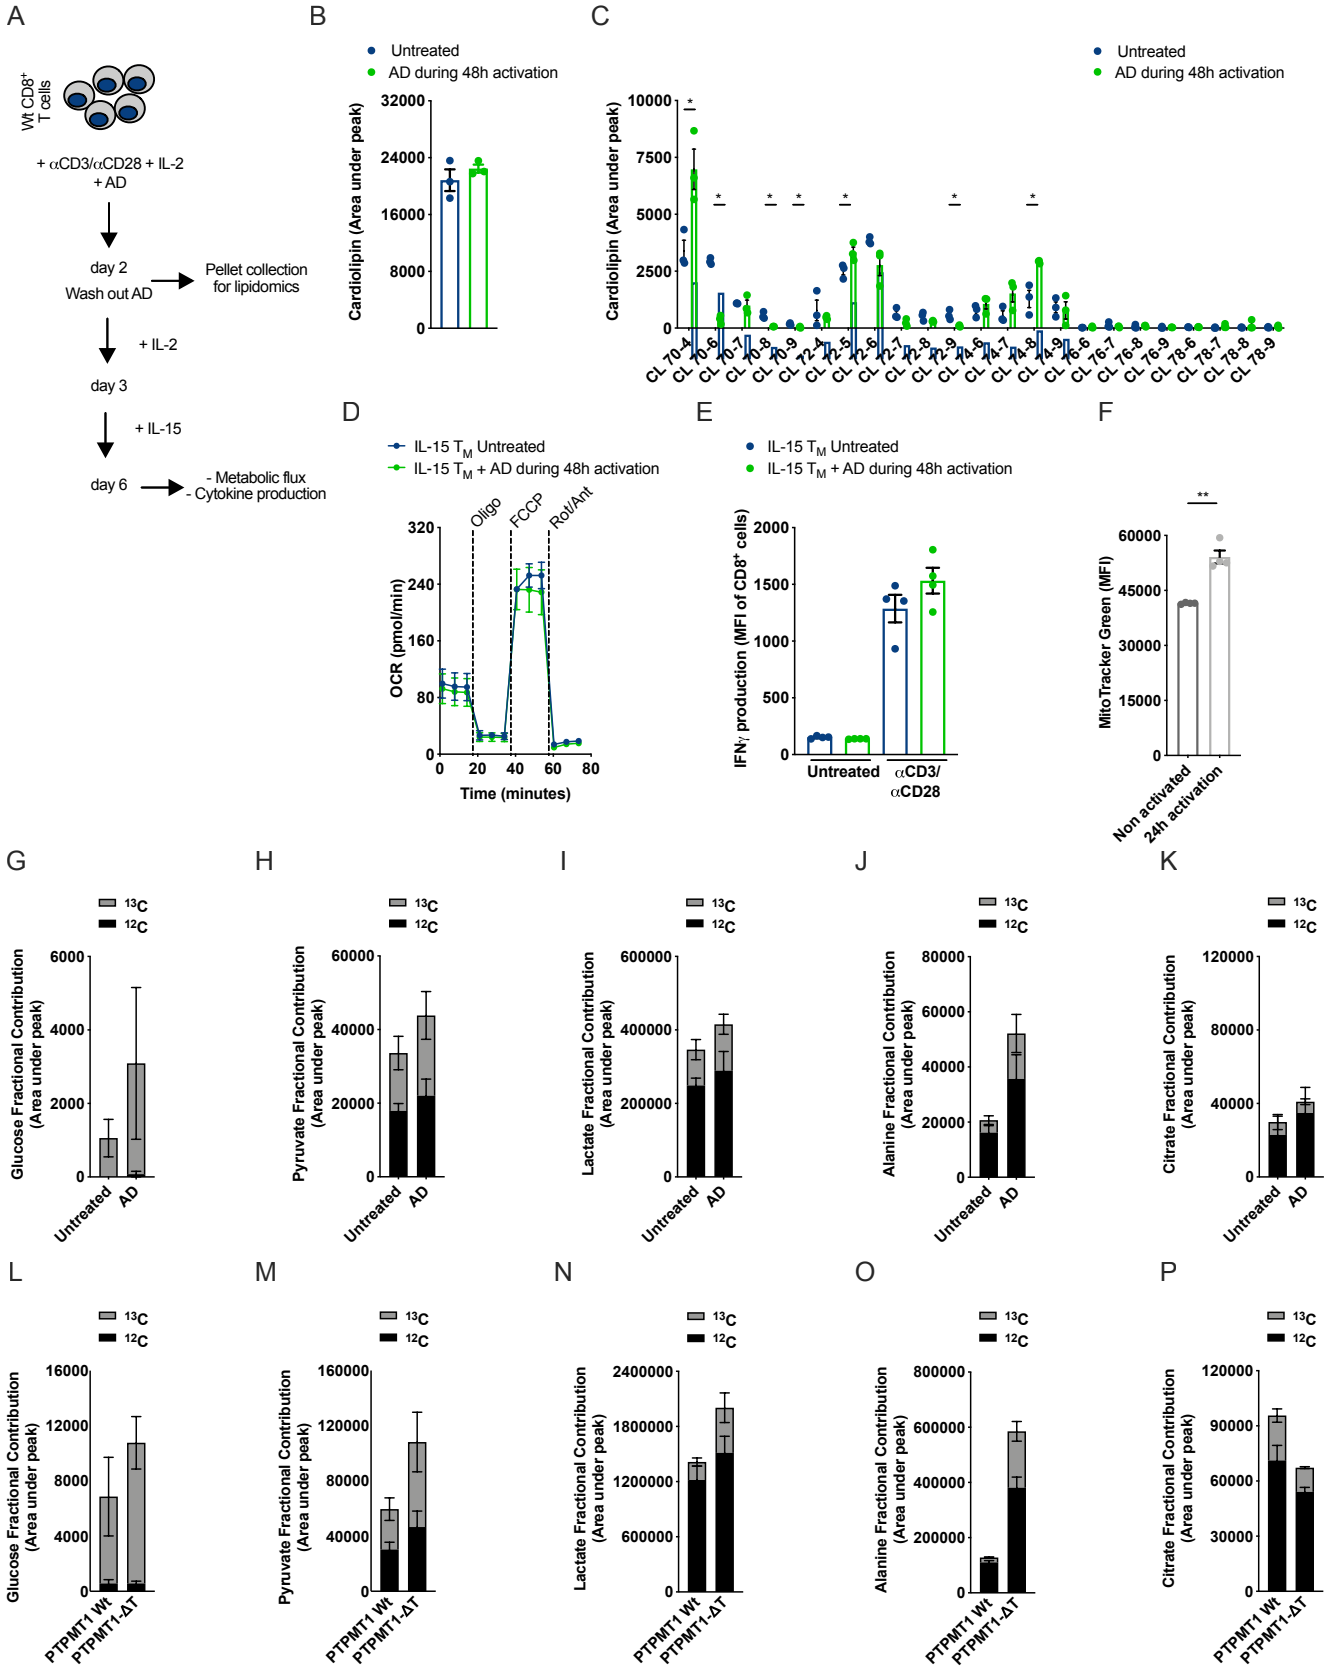 A
Wt CD8+
T cells
+ αCD3/αCD28 + IL-2
+ AD
day 2
Wash out AD
Pellet collection
for lipidomics
+ IL-2
day 3
+ IL-15
day 6
- Metabolic flux
- Cytokine production
B
Untreated
AD during 48h activation
Cardiolipin (Area under peak)
32000
24000
16000
8000
0
C
Untreated
AD during 48h activation
Cardiolipin (Area under peak)
10000
7500
5000
2500
0
* * * * * * *
CL 70-4
CL 70-6
CL 70-7
CL 70-8
CL 70-9
CL 72-4
CL 72-5
CL 72-6
CL 72-7
CL 72-8
CL 72-9
CL 74-6
CL 74-7
CL 74-8
CL 74-9
CL 76-6
CL 76-7
CL 76-8
CL 76-9
CL 78-6
CL 78-7
CL 78-8
CL 78-9
D
IL-15 TM Untreated
IL-15 TM + AD during 48h activation
Oligo
FCCP
Rot/Ant
OCR (pmol/min)
320
240
160
80
0
0 20 40 60 80
Time (minutes)
E
IL-15 TM Untreated
IL-15 TM + AD during 48h activation
IFNγ production (MFI of CD8+ cells)
2000
1500
1000
500
0
Untreated
αCD3/
αCD28
F
**
MitoTracker Green (MFI)
60000
45000
30000
15000
0
Non activated
24h activation
G
13C
12C
Glucose Fractional Contribution
(Area under peak)
6000
4000
2000
0
Untreated
AD
H
13C
12C
Pyruvate Fractional Contribution
(Area under peak)
60000
40000
20000
0
Untreated
AD
I
13C
12C
Lactate Fractional Contribution
(Area under peak)
600000
400000
200000
0
Untreated
AD
J
13C
12C
Alanine Fractional Contribution
(Area under peak)
80000
60000
40000
20000
0
Untreated
AD
K
13C
12C
Citrate Fractional Contribution
(Area under peak)
120000
80000
40000
0
Untreated
AD
L
13C
12C
Glucose Fractional Contribution
(Area under peak)
16000
12000
8000
4000
0
PTPMT1 Wt
PTPMT1-ΔT
M
13C
12C
Pyruvate Fractional Contribution
(Area under peak)
160000
120000
80000
40000
0
PTPMT1 Wt
PTPMT1-ΔT
N
13C
12C
Lactate Fractional Contribution
(Area under peak)
2400000
1800000
1200000
600000
0
PTPMT1 Wt
PTPMT1-ΔT
O
13C
12C
Alanine Fractional Contribution
(Area under peak)
800000
600000
400000
200000
0
PTPMT1 Wt
PTPMT1-ΔT
P
13C
12C
Citrate Fractional Contribution
(Area under peak)
120000
90000
60000
30000
0
PTPMT1 Wt
PTPMT1-ΔT